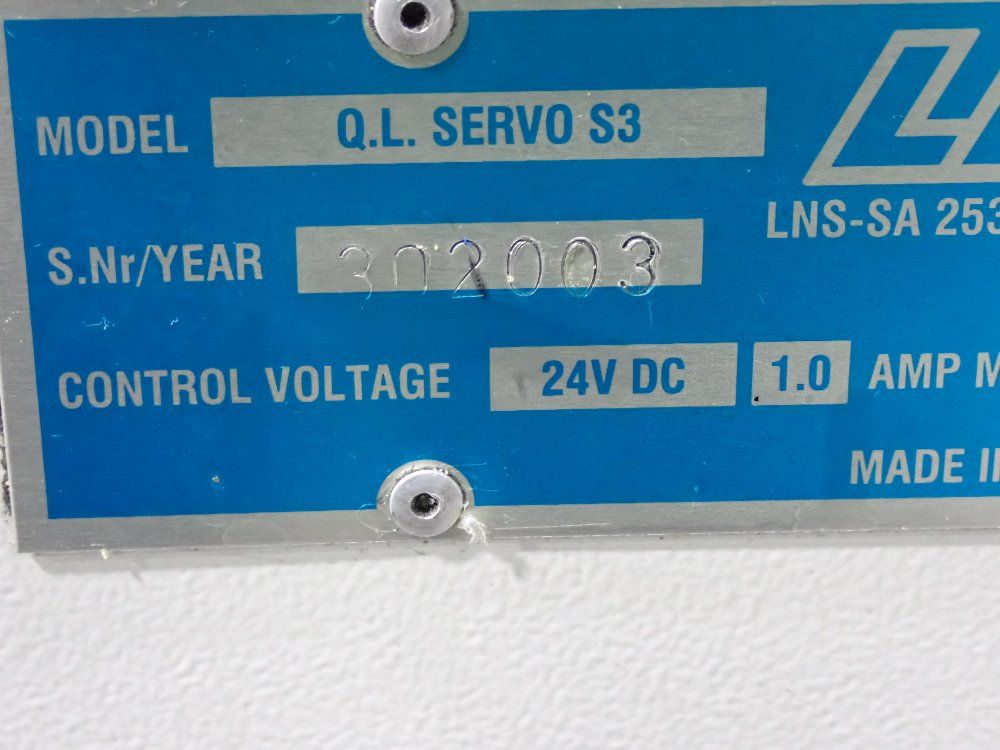 MODEL Q.L. SERVO S3
LNS-SA 253
S.Nr/YEAR 302003
CONTROL VOLTAGE 24V DC 1.0 AMP
MADE